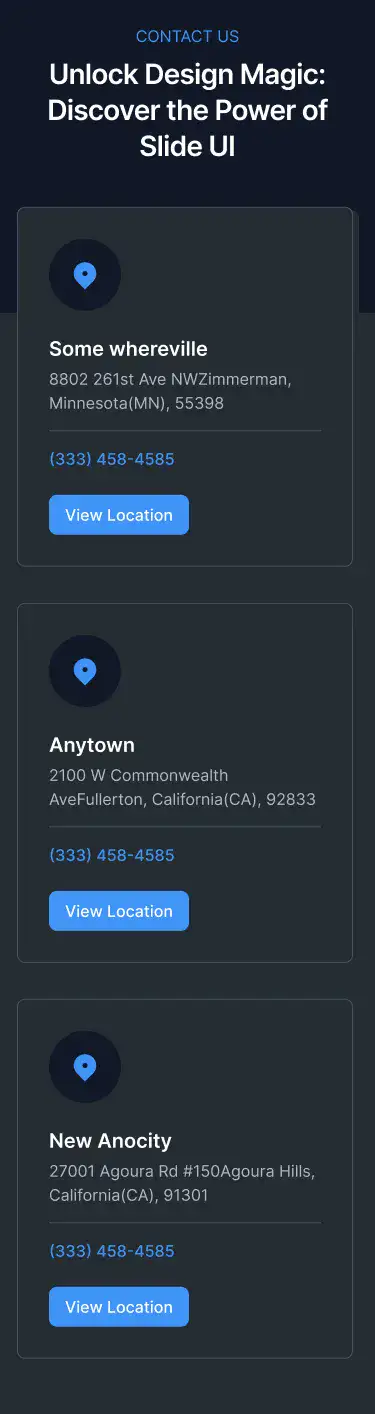 CONTACT US
Unlock Design Magic:
Discover the Power of
Slide UI
Some whereville
8802 261st Ave NWZimmerman,
Minnesota(MN), 55398
(333) 458-4585
View Location
Anytown
2100 W Commonwealth
AveFullerton, California(CA), 92833
(333) 458-4585
View Location
New Anocity
27001 Agoura Rd #150Agoura Hills,
California(CA), 91301
(333) 458-4585
View Location